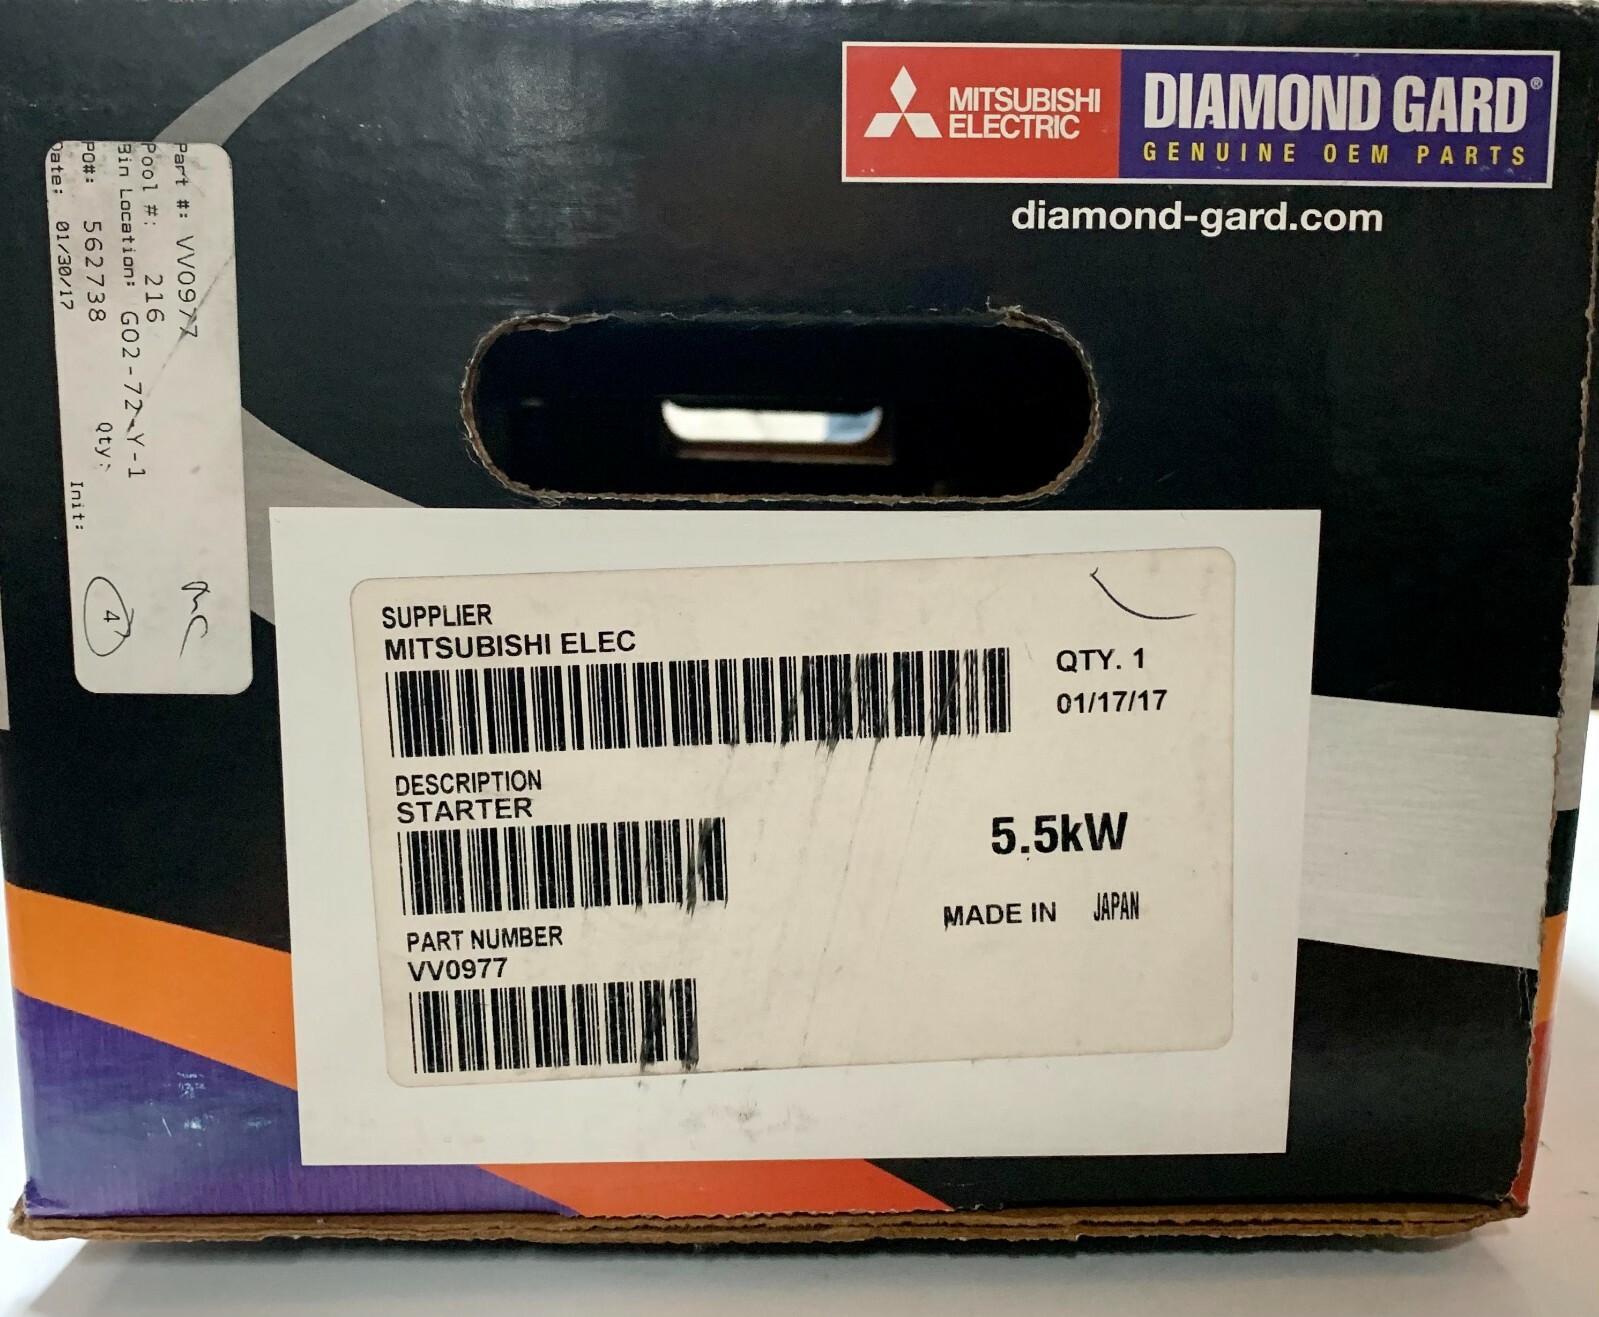 MITSUBISHI
ELECTRIC
DIAMOND GARD®
GENUINE OEM PARTS
diamond-gard.com
Part #: VV0977
Pool #: 216
Bin Location: G02-72-Y-1
PO#: 562738 Qty:
Date: 01/30/17 Init:
4
SUPPLIER
MITSUBISHI ELEC
QTY. 1
01/17/17
DESCRIPTION
STARTER
5.5kW
MADE IN JAPAN
PART NUMBER
VV0977